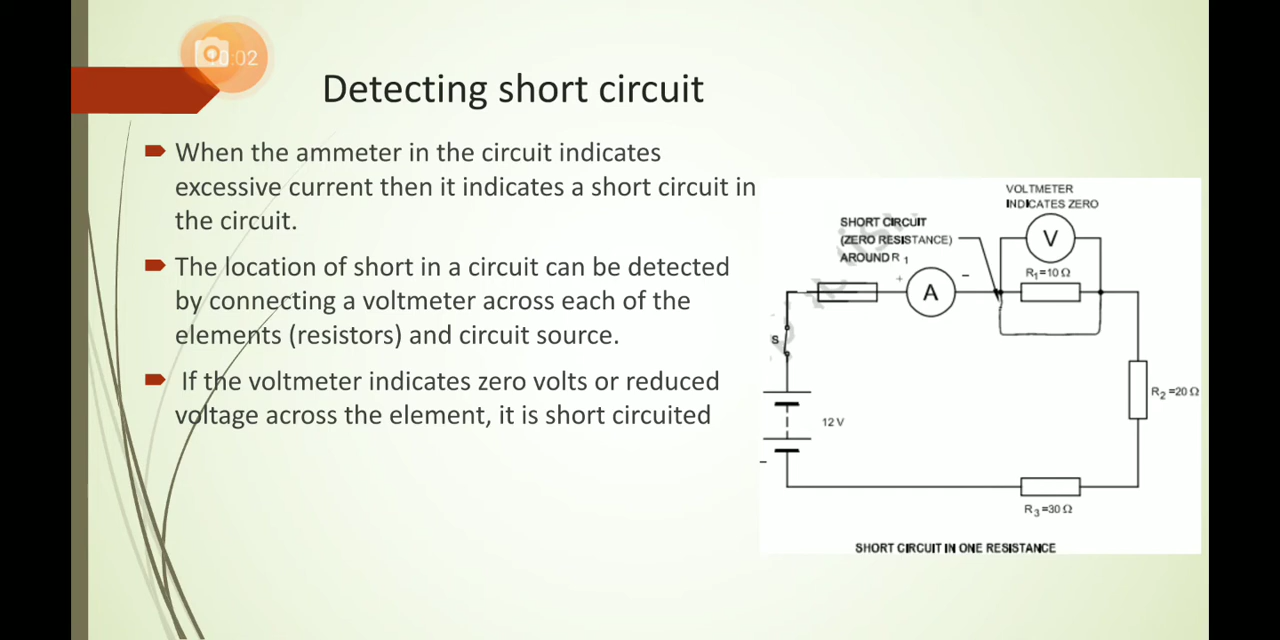 10:02
Detecting short circuit
When the ammeter in the circuit indicates
excessive current then it indicates a short circuit in
the circuit.
The location of short in a circuit can be detected
by connecting a voltmeter across each of the
elements (resistors) and circuit source.
If the voltmeter indicates zero volts or reduced
voltage across the element, it is short circuited
VOLTMETER
INDICATES ZERO
SHORT CIRCUIT
(ZERO RESISTANCE)
AROUND R1
V
R1=10 Ω
+
A
–
S
12 V
–
R2=20 Ω
R3=30 Ω
SHORT CIRCUIT IN ONE RESISTANCE